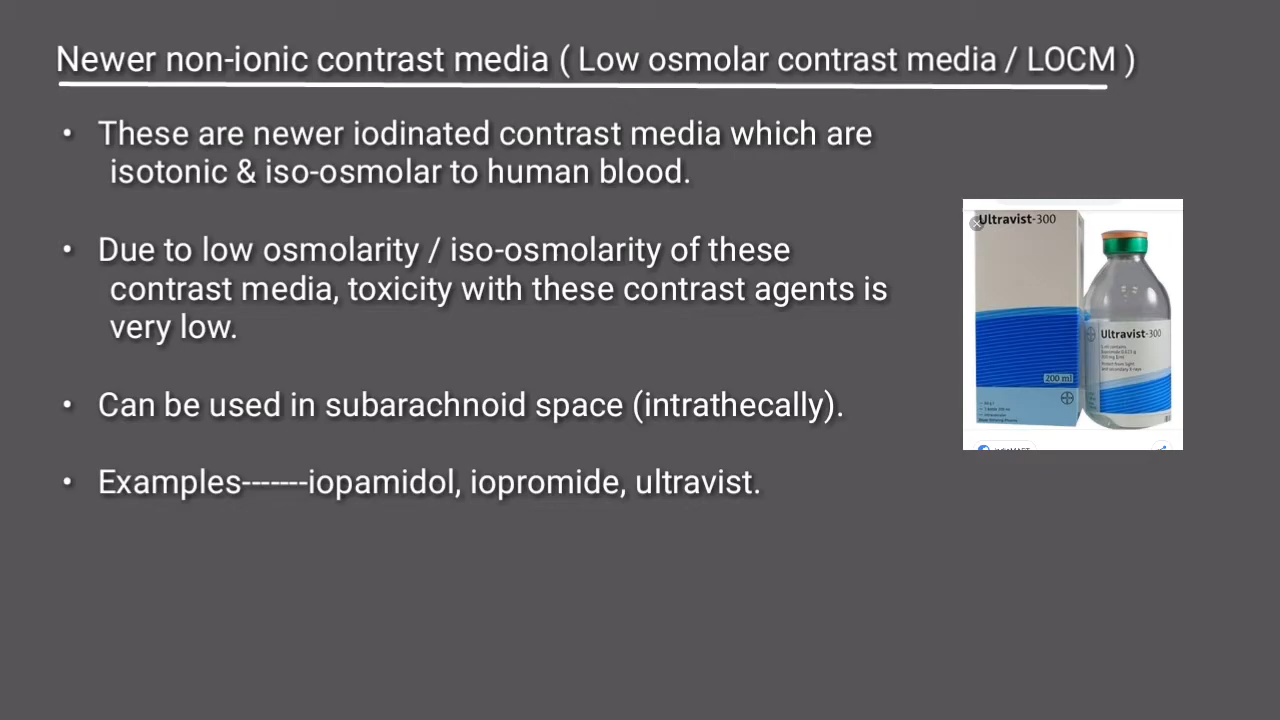 Newer non-ionic contrast media ( Low osmolar contrast media / LOCM )
• These are newer iodinated contrast media which are
isotonic & iso-osmolar to human blood.
• Due to low osmolarity / iso-osmolarity of these
contrast media, toxicity with these contrast agents is
very low.
• Can be used in subarachnoid space (intrathecally).
• Examples-------iopamidol, iopromide, ultravist.
Ultravist-300
200 ml
Ultravist-300